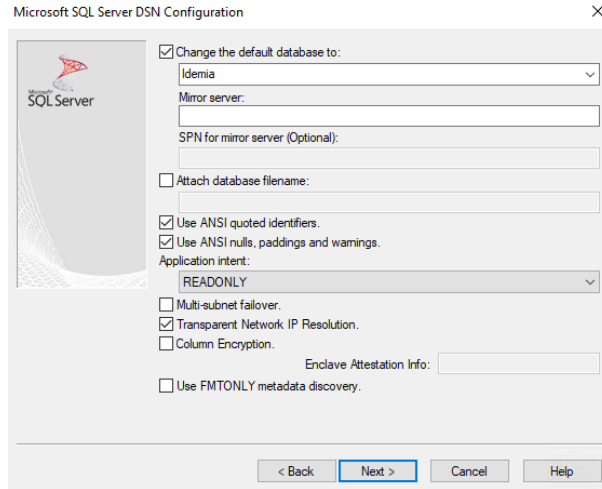 Microsoft SQL Server DSN Configuration
Change the default database to:
Idemia
Mirror server:
SPN for mirror server (Optional):
Attach database filename:
Use ANSI quoted identifiers.
Use ANSI nulls, paddings and warnings.
Application intent:
READONLY
Multi-subnet failover.
Transparent Network IP Resolution.
Column Encryption.
Enclave Attestation Info:
Use FMTONLY metadata discovery.
Microsoft
SQL Server
< Back
Next >
Cancel
Help